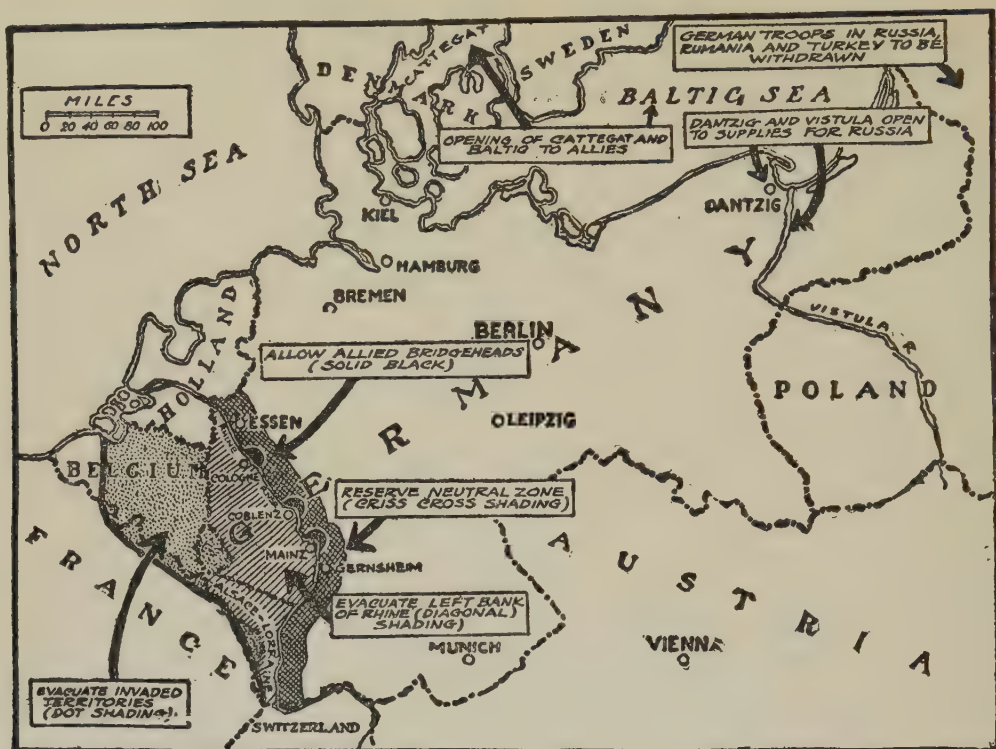 GERMAN TROOPS IN RUSSIA,
RUMANIA AND TURKEY TO BE
WITHDRAWN
MILES
0 20 40 60 80 100
DENMARK
CATTEGAT
SWEDEN
BALTIC SEA
OPENING OF CATTEGAT AND
BALTIC TO ALLIES
DANTZIG AND VISTULA OPEN
TO SUPPLIES FOR RUSSIA
NORTH SEA
KIEL
DANTZIG
HAMBURG
BREMEN
HOLLAND
BERLIN
VISTULA R
ALLOW ALLIED BRIDGEHEADS
(SOLID BLACK)
GERMANY
POLAND
HOLLAND
ESSEN
LEIPZIG
BELGIUM
COLOGNE
RESERVE NEUTRAL ZONE
(CRISS CROSS SHADING)
COBLENZ
MAINZ
GERNSHEIM
FRANCE
AUSTRIA
ALSACE-LORRAINE
EVACUATE LEFT BANK
OF RHINE (DIAGONAL)
SHADING)
MUNICH
VIENNA
EVACUATE INVADED
TERRITORIES
(DOT SHADING).
SWITZERLAND